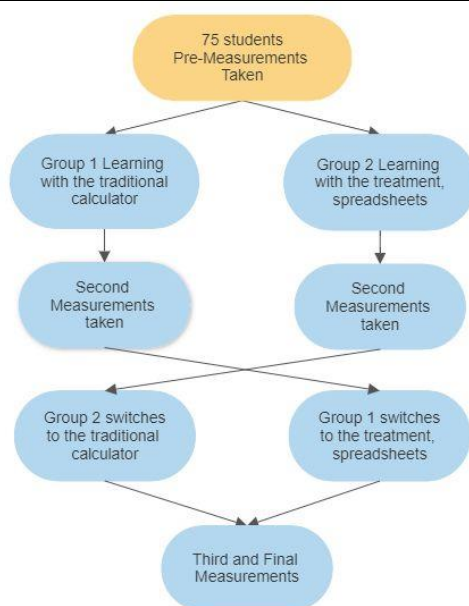 75 students
Pre-Measurements
Taken
Group 1 Learning
with the traditional
calculator
Group 2 Learning
with the treatment,
spreadsheets
Second
Measurements
taken
Second
Measurements
taken
Group 2 switches
to the traditional
calculator
Group 1 switches
to the treatment,
spreadsheets
Third and Final
Measurements